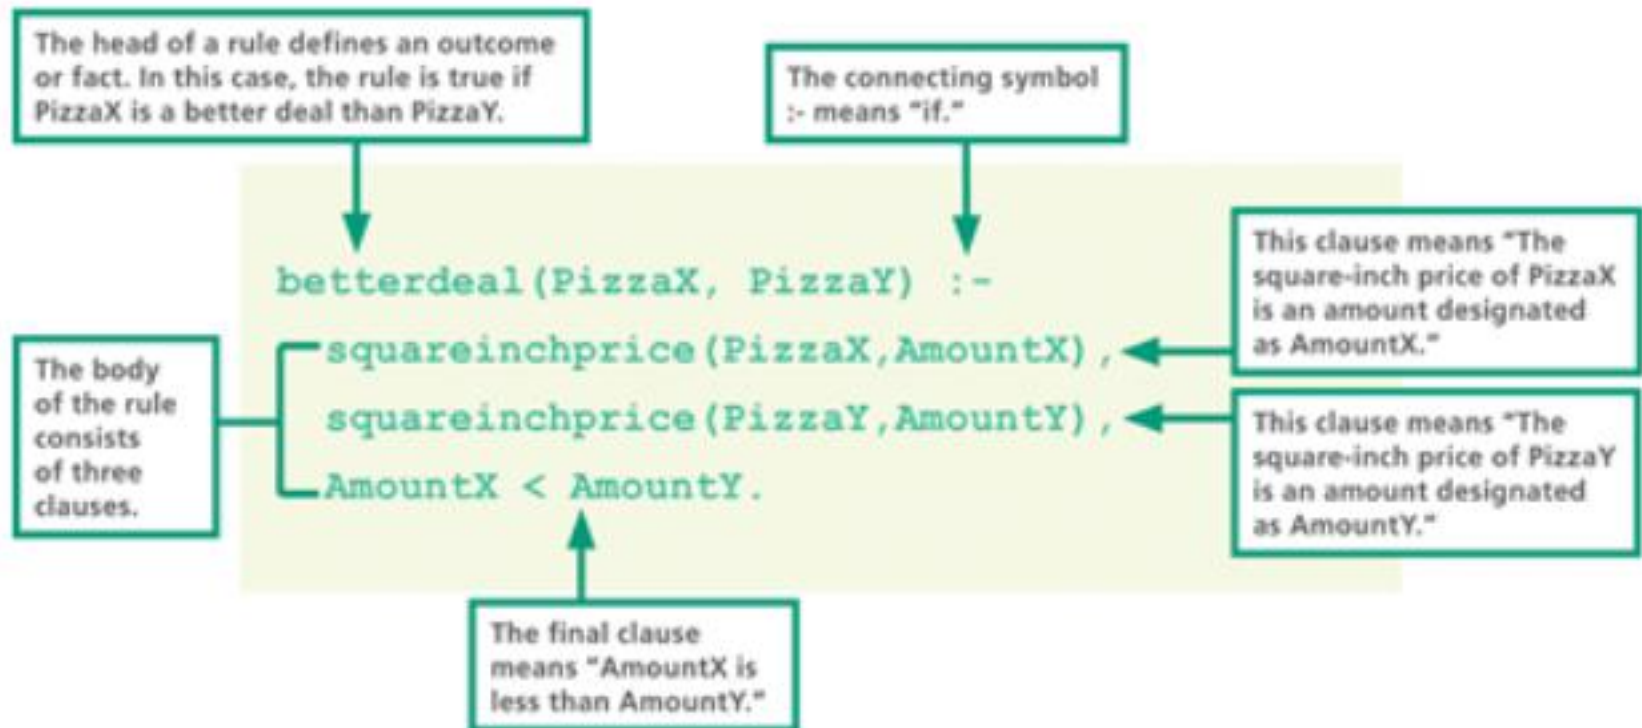 The head of a rule defines an outcome
or fact. In this case, the rule is true if
PizzaX is a better deal than PizzaY.
The connecting symbol
:- means "if."
betterdeal(PizzaX, PizzaY) :-
squareinchprice(PizzaX,AmountX),
squareinchprice(PizzaY,AmountY),
AmountX < AmountY.
This clause means "The
square-inch price of PizzaX
is an amount designated
as AmountX."
The body
of the rule
consists
of three
clauses.
This clause means "The
square-inch price of PizzaY
is an amount designated
as AmountY."
The final clause
means "AmountX is
less than AmountY."